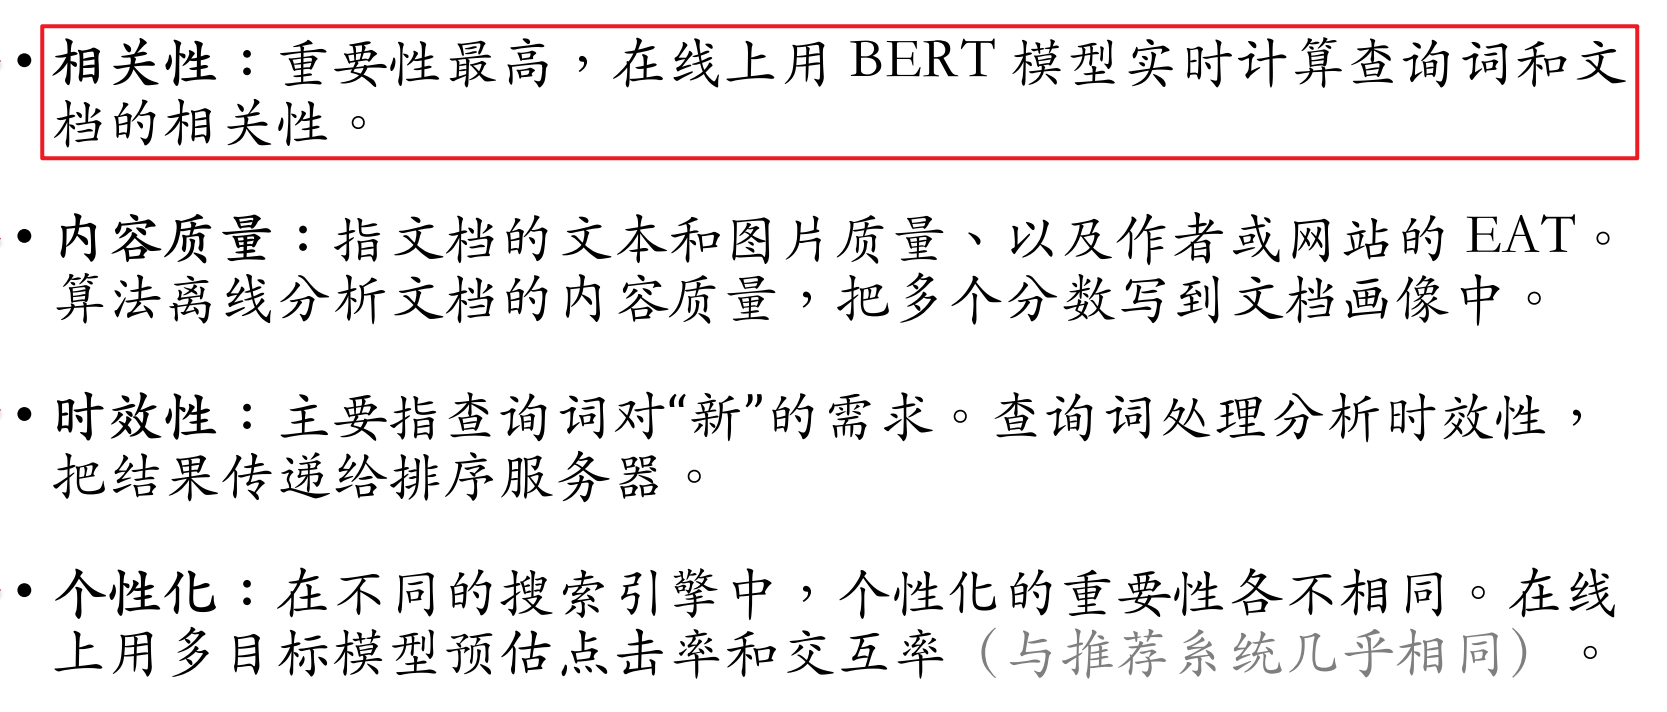 • 相关性：重要性最高，在线上用 BERT 模型实时计算查询词和文
档的相关性。
• 内容质量：指文档的文本和图片质量、以及作者或网站的 EAT。
算法离线分析文档的内容质量，把多个分数写到文档画像中。
• 时效性：主要指查询词对“新”的需求。查询词处理分析时效性，
把结果传递给排序服务器。
• 个性化：在不同的搜索引擎中，个性化的重要性各不相同。在线
上用多目标模型预估点击率和交互率（与推荐系统几乎相同）。